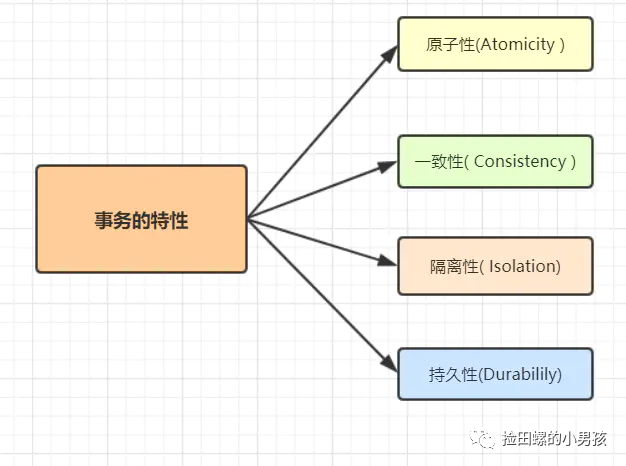 事务的特性
原子性(Atomicity )
一致性( Consistency )
隔离性( Isolation)
持久性(Durabilily)
捡田螺的小男孩